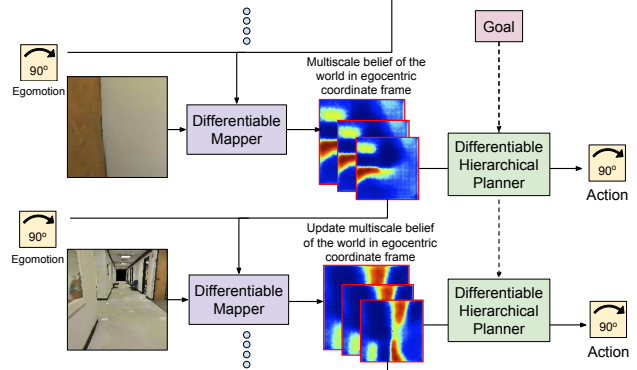 Goal
90º
Egomotion
Multiscale belief of the
world in egocentric
coordinate frame
Differentiable
Mapper
Differentiable
Hierarchical
Planner
90º
Action
90º
Egomotion
Update multiscale belief
of the world in egocentric
coordinate frame
Differentiable
Mapper
Differentiable
Hierarchical
Planner
90º
Action